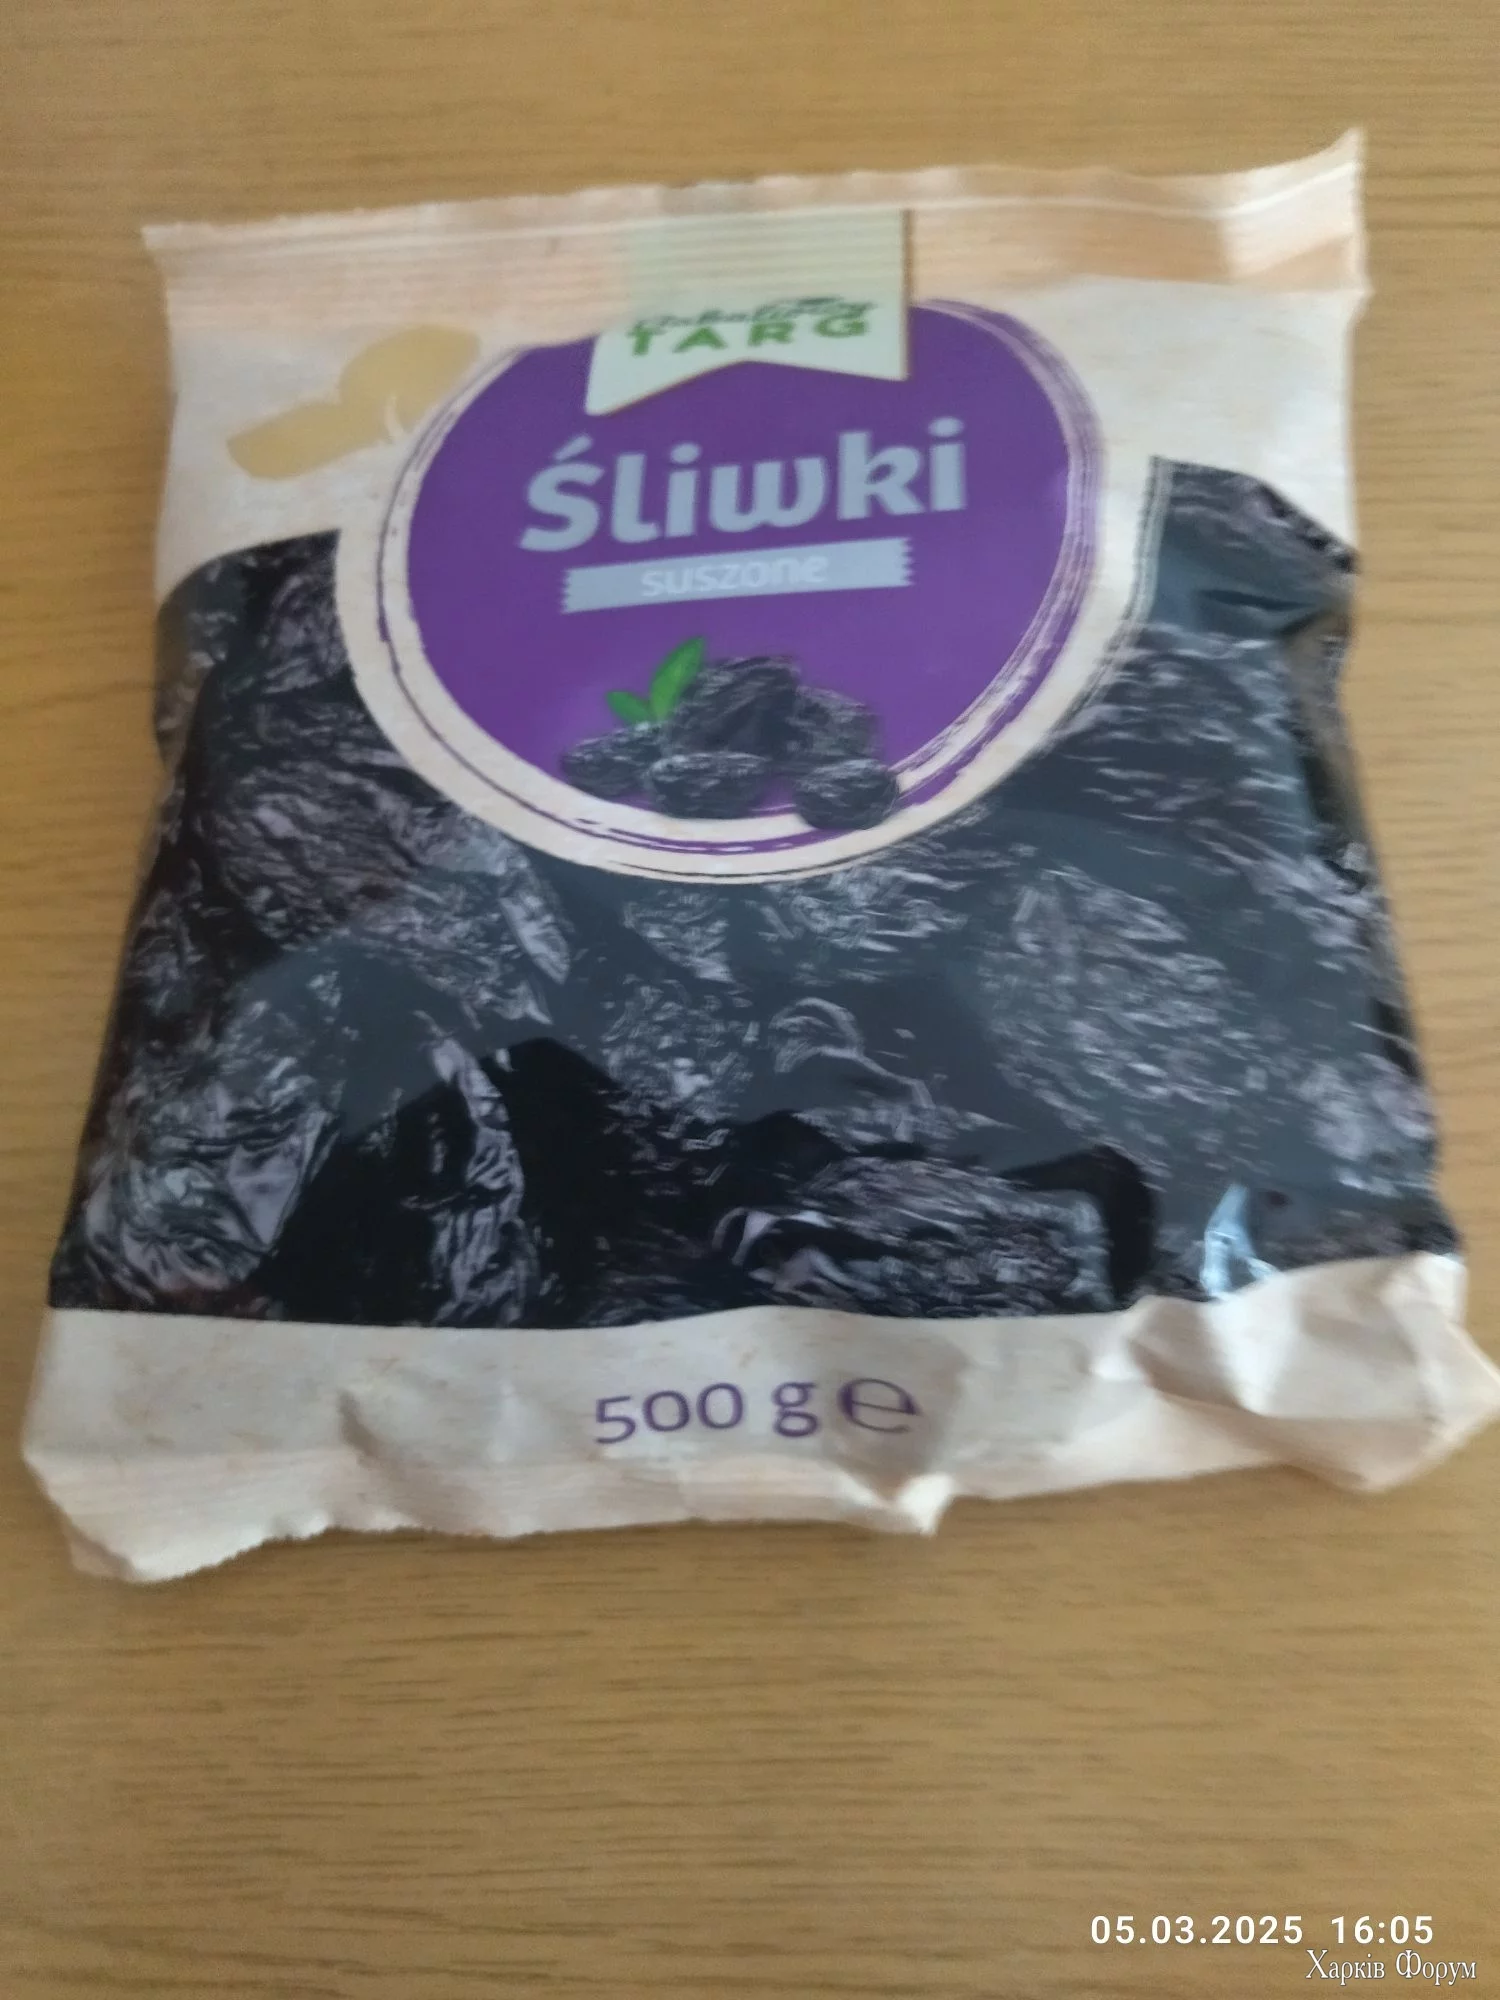 TARG
Śliwki
suszone
500 g ℮
05.03.2025 16:05
Харків Форум